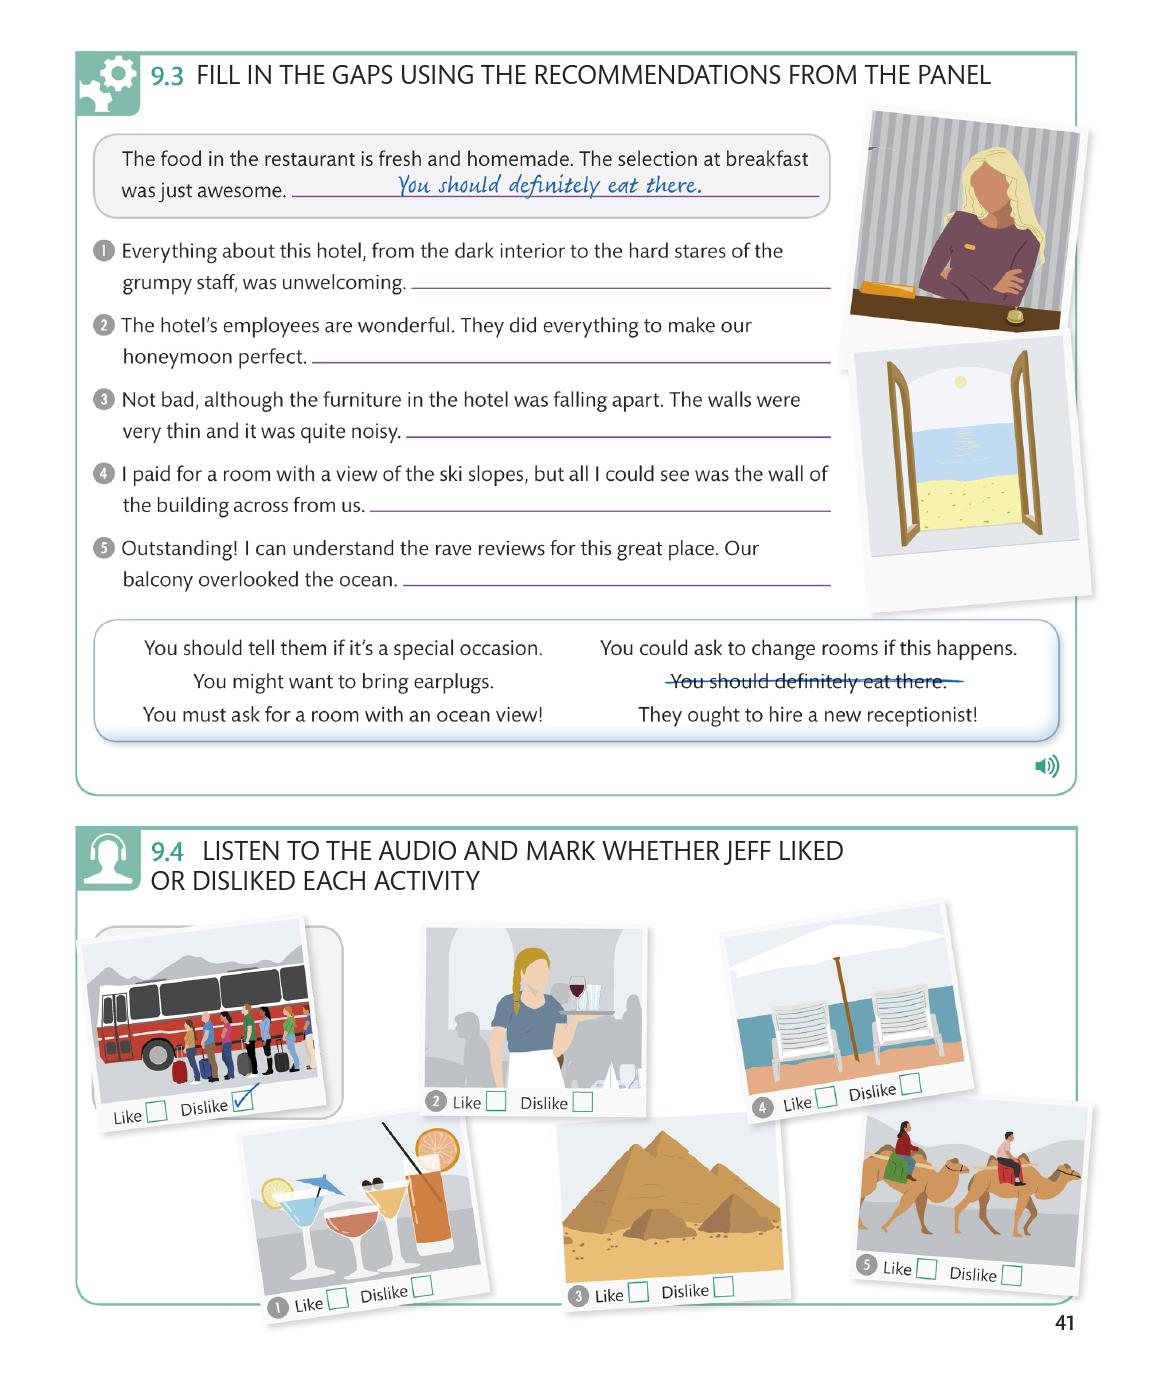 9.3 FILL IN THE GAPS USING THE RECOMMENDATIONS FROM THE PANEL
The food in the restaurant is fresh and homemade. The selection at breakfast
was just awesome. You should definitely eat there.
1 Everything about this hotel, from the dark interior to the hard stares of the
grumpy staff, was unwelcoming.
2 The hotel's employees are wonderful. They did everything to make our
honeymoon perfect.
3 Not bad, although the furniture in the hotel was falling apart. The walls were
very thin and it was quite noisy.
4 I paid for a room with a view of the ski slopes, but all I could see was the wall of
the building across from us.
5 Outstanding! I can understand the rave reviews for this great place. Our
balcony overlooked the ocean.
You should tell them if it's a special occasion.
You could ask to change rooms if this happens.
You might want to bring earplugs.
You should definitely eat there.
You must ask for a room with an ocean view!
They ought to hire a new receptionist!
9.4 LISTEN TO THE AUDIO AND MARK WHETHER JEFF LIKED
OR DISLIKED EACH ACTIVITY
Like Dislike
2 Like Dislike
4 Like Dislike
1 Like Dislike
3 Like Dislike
5 Like Dislike
41